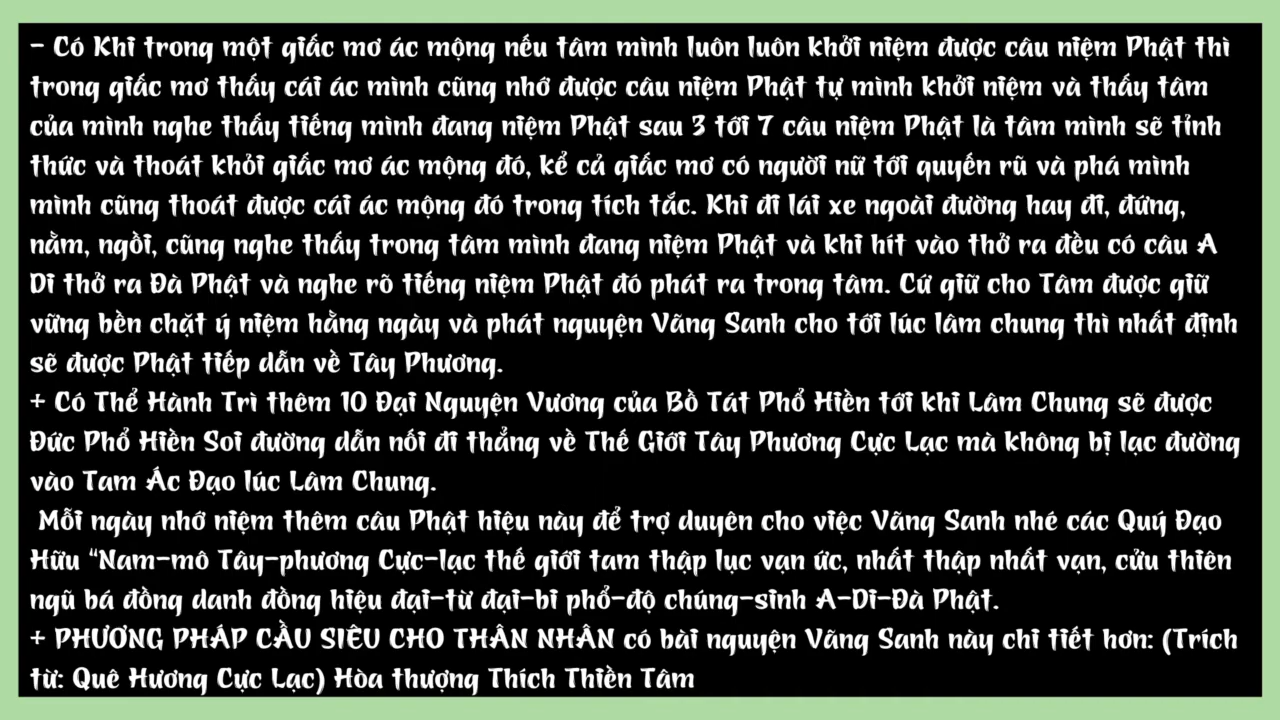 - Có Khi trong một giấc mơ ác mộng nếu tâm mình luôn luôn khởi niệm được câu niệm Phật thì
trong giấc mơ thấy cái ác mình cũng nhớ được câu niệm Phật tự mình khởi niệm và thấy tâm
của mình nghe thấy tiếng mình đang niệm Phật sau 3 tới 7 câu niệm Phật là tâm mình sẽ tỉnh
thức và thoát khỏi giấc mơ ác mộng đó, kể cả giấc mơ có người nữ tới quyến rũ và phá mình
mình cũng thoát được cái ác mộng đó trong tích tắc. Khi đi lái xe ngoài đường hay đi, đứng,
nằm, ngồi, cũng nghe thấy trong tâm mình đang niệm Phật và khi hít vào thở ra đều có câu A
Di thở ra Đà Phật và nghe rõ tiếng niệm Phật đó phát ra trong tâm. Cứ giữ cho Tâm được giữ
vững bền chặt ý niệm hằng ngày và phát nguyện Vãng Sanh cho tới lúc lâm chung thì nhất định
sẽ được Phật tiếp dẫn về Tây Phương.
+ Có Thể Hành Trì thêm 10 Đại Nguyện Vương của Bồ Tát Phổ Hiền tới khi Lâm Chung sẽ được
Đức Phổ Hiền Soi đường dẫn nối đi thẳng về Thế Giới Tây Phương Cực Lạc mà không bị lạc đường
vào Tam Ác Đạo lúc Lâm Chung.
Mỗi ngày nhớ niệm thêm câu Phật hiệu này để trợ duyên cho việc Vãng Sanh nhé các Quý Đạo
Hữu "Nam-mô Tây-phương Cực-lạc thế giới tam thập lục vạn ức, nhất thập nhất vạn, cửu thiên
ngũ bá đồng danh đồng hiệu đại-từ đại-bi phổ-độ chúng-sinh A-Di-Đà Phật.
+ PHƯƠNG PHÁP CẦU SIÊU CHO THÂN NHÂN có bài nguyện Vãng Sanh này chi tiết hơn: (Trích
từ: Quê Hương Cực Lạc) Hòa thượng Thích Thiền Tâm